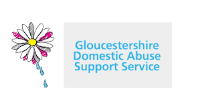 Gloucestershire
Domestic Abuse
Support Service